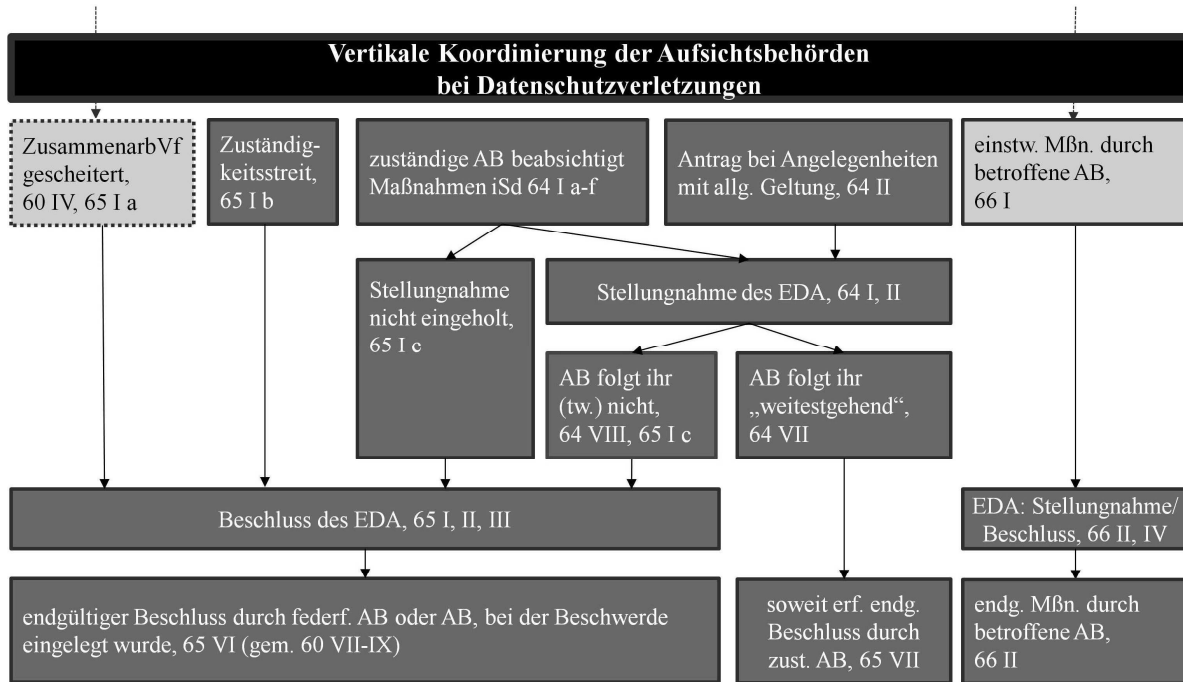 Vertikale Koordinierung der Aufsichtsbehörden
bei Datenschutzverletzungen
ZusammenarbVf
gescheitert,
60 IV, 65 I a
Zuständig-
keitsstreit,
65 I b
zuständige AB beabsichtigt
Maßnahmen iSd 64 I a-f
Antrag bei Angelegenheiten
mit allg. Geltung, 64 II
einstw. Mßn. durch
betroffene AB,
66 I
Stellungnahme
nicht eingeholt,
65 I c
Stellungnahme des EDA, 64 I, II
AB folgt ihr
(tw.) nicht,
64 VIII, 65 I c
AB folgt ihr
„weitestgehend“,
64 VII
Beschluss des EDA, 65 I, II, III
EDA: Stellungnahme/
Beschluss, 66 II, IV
endgültiger Beschluss durch federf. AB oder AB, bei der Beschwerde
eingelegt wurde, 65 VI (gem. 60 VII-IX)
soweit erf. endg.
Beschluss durch
zust. AB, 65 VII
endg. Mßn. durch
betroffene AB,
66 II